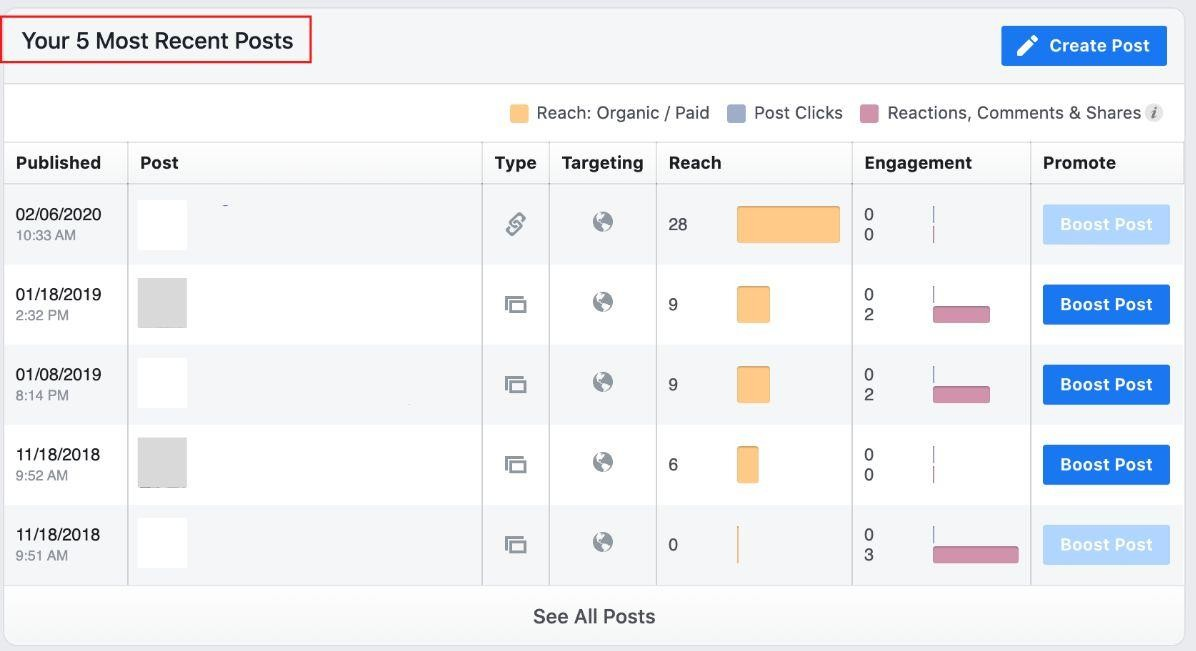 Your 5 Most Recent Posts
Create Post
Reach: Organic / Paid Post Clicks Reactions, Comments & Shares i
Published Post Type Targeting Reach Engagement Promote
02/06/2020 28 0 Boost Post
10:33 AM 0
01/18/2019 9 0 Boost Post
2:32 PM 2
01/08/2019 9 0 Boost Post
8:14 PM 2
11/18/2018 6 0 Boost Post
9:52 AM 0
11/18/2018 0 0 Boost Post
9:51 AM 3
See All Posts